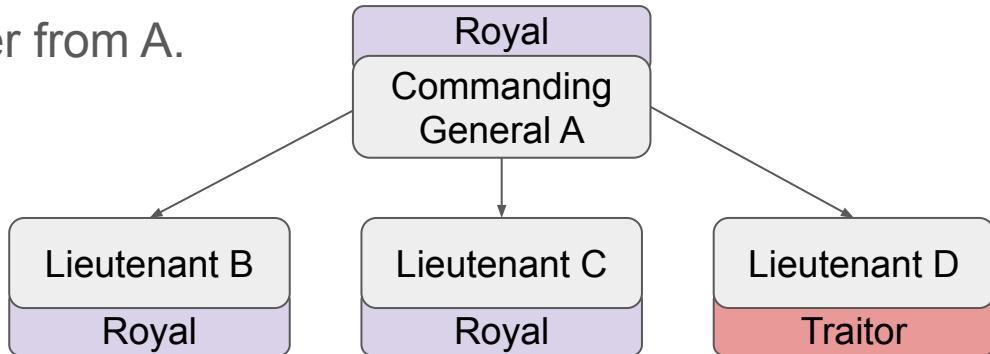 er from A.
Royal
Commanding
General A
Lieutenant B
Lieutenant C
Lieutenant D
Royal
Royal
Traitor